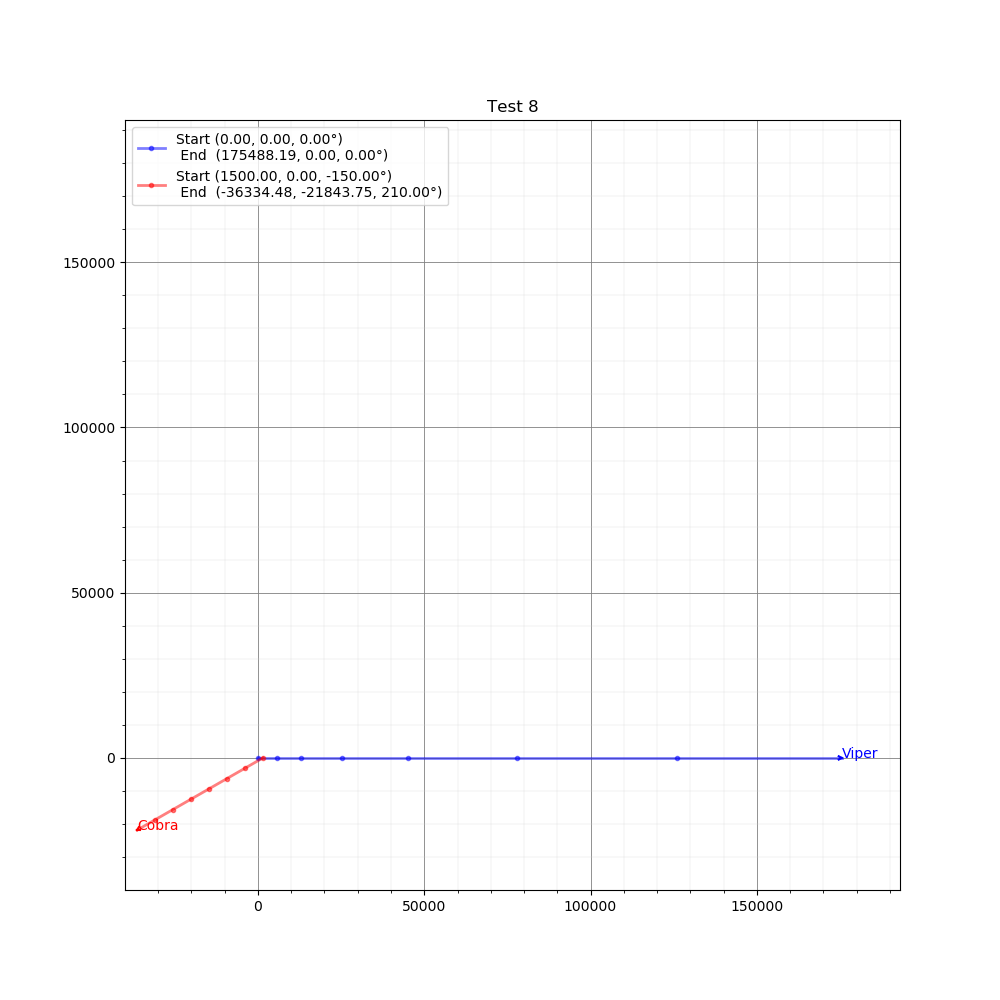 Test 8
Start (0.00, 0.00, 0.00°)
End (175488.19, 0.00, 0.00°)
Start (1500.00, 0.00, -150.00°)
End (-36334.48, -21843.75, 210.00°)
150000
100000
50000
0
Viper
Cobra
0
50000
100000
150000